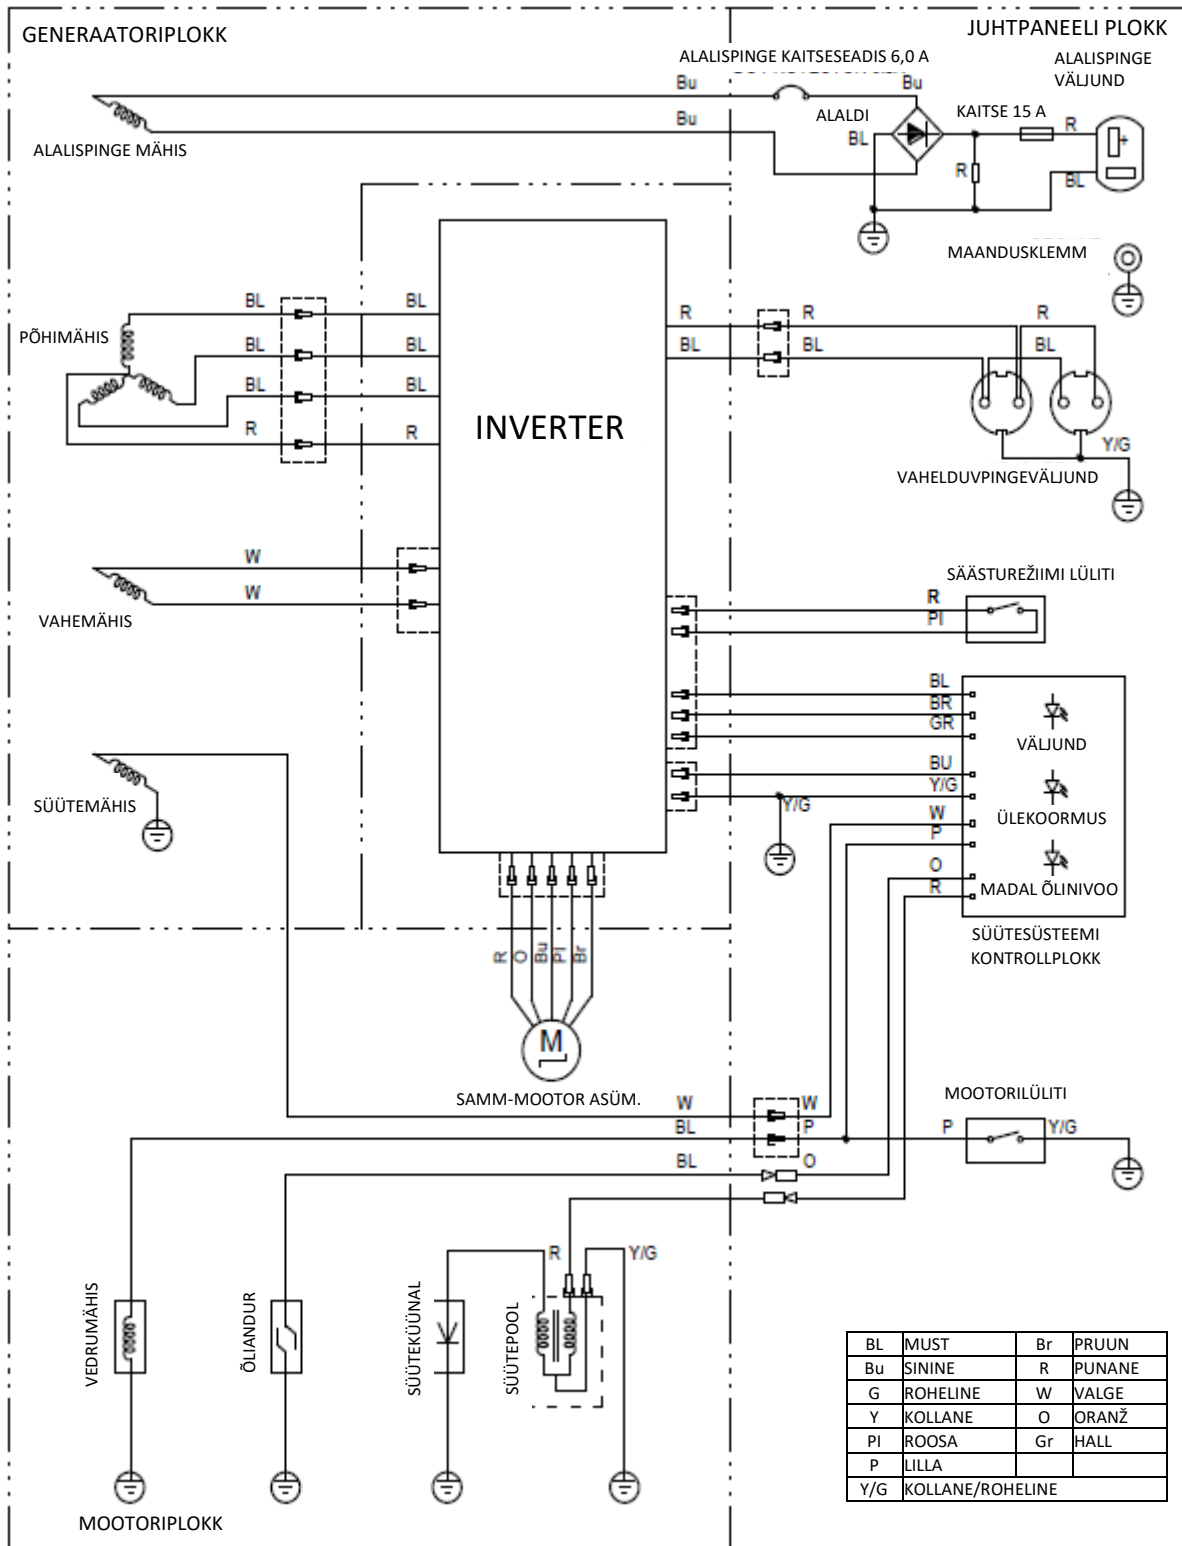 GENERAATORIPLOKK
JUHTPANEELI PLOKK
ALALISPINGE KAITSESEADIS 6,0 A
ALALISPINGE
VÄLJUND
Bu
Bu
ALALDI
KAITSE 15 A
Bu
BL
R
R
BL
ALALISPINGE MÄHIS
MAANDUSKLEMM
BL
BL
R
R
R
PÕHIMÄHIS
BL
BL
BL
BL
BL
BL
BL
R
R
INVERTER
Y/G
VAHELDUVPINGEVÄLJUND
W
W
VAHEMÄHIS
SÄÄSTUREŽIIMI LÜLITI
R
PI
BL
BR
GR
VÄLJUND
BU
Y/G
Y/G
ÜLEKOORMUS
W
P
O
R
MADAL ÕLINIVOO
SÜÜTEMÄHIS
SÜÜTESÜSTEEMI
KONTROLLPLOKK
R
O
Bu
PI
Br
M
SAMM-MOOTOR ASÜM.
MOOTORILÜLITI
W
W
BL
P
P
Y/G
BL
O
R
Y/G
VEDRUMÄHIS
ÕLIANDUR
SÜÜTEKÜÜNAL
SÜÜTEPOOL
MOOTORIPLOKK
BL MUST Br PRUUN
Bu SININE R PUNANE
G ROHELINE W VALGE
Y KOLLANE O ORANŽ
PI ROOSA Gr HALL
P LILLA
Y/G KOLLANE/ROHELINE